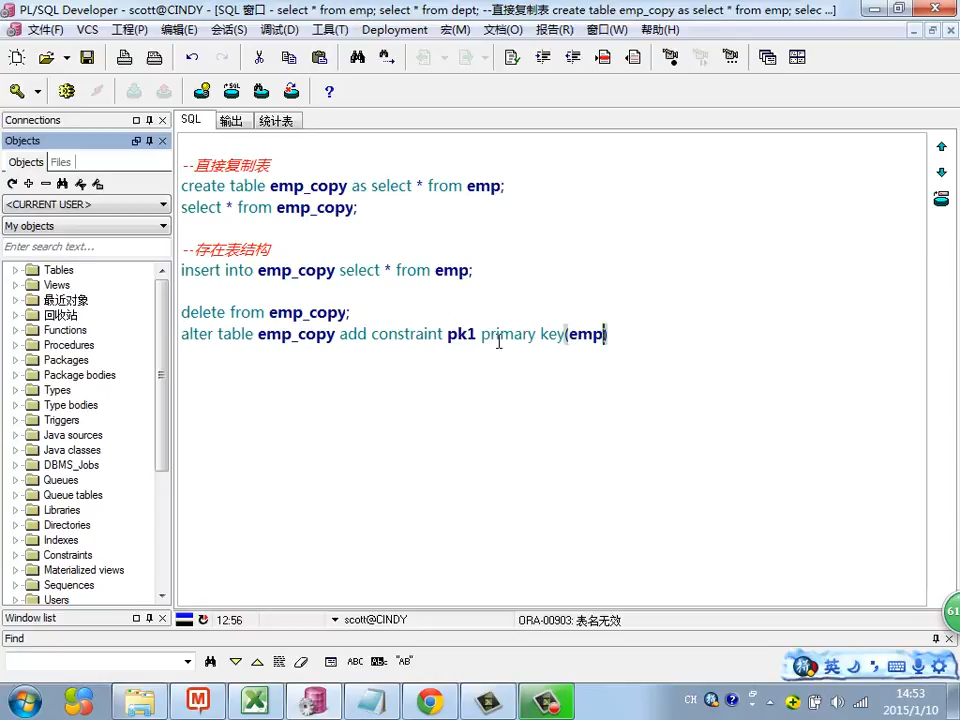 PL/SQL Developer - scott@CINDY - [SQL 窗口 - select * from emp; select * from dept; --直接复制表 create table emp_copy as select * from emp; selec ...]
文件(F) VCS 工程(P) 编辑(E) 会话(S) 调试(D) 工具(T) Deployment 宏(M) 文档(O) 报告(R) 窗口(W) 帮助(H)
Connections
Objects
Objects Files
<CURRENT USER>
My objects
Enter search text...
Tables
Views
最近对象
回收站
Functions
Procedures
Packages
Package bodies
Types
Type bodies
Triggers
Java sources
Java classes
DBMS_Jobs
Queues
Queue tables
Libraries
Directories
Indexes
Constraints
Materialized views
Sequences
Users
Window list
SQL 输出 统计表
--直接复制表
create table emp_copy as select * from emp;
select * from emp_copy;
--存在表结构
insert into emp_copy select * from emp;
delete from emp_copy;
alter table emp_copy add constraint pk1 primary key(emp)
12:56 scott@CINDY ORA-00903: 表名无效
Find
ABC "AB"
英
61
CH 14:53
2015/1/10